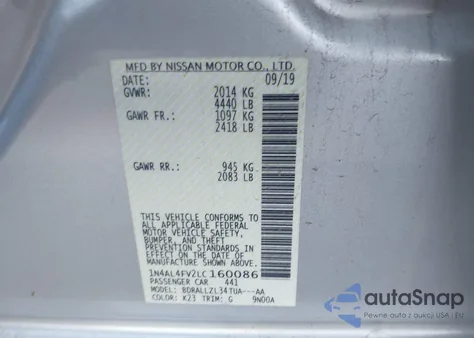 MFD BY NISSAN MOTOR CO., LTD.
DATE: 09/19
GVWR: 2014 KG
4440 LB
GAWR FR.: 1097 KG
2418 LB
GAWR RR.: 945 KG
2083 LB
THIS VEHICLE CONFORMS TO ALL
APPLICABLE FEDERAL MOTOR
MOTOR VEHICLE SAFETY,
BUMPER, AND THEFT
PREVENTION STANDARDS IN
EFFECT ON THE DATE OF
MANUFACTURE SHOWN ABOVE.
1N4AL4FV2LC160086
PASSENGER CAR 441
MODEL: BDRALLZL34TUA---AA
COLOR: K23 TRIM: G 9N00A
autoSnap
Pewne auto z USA i EU